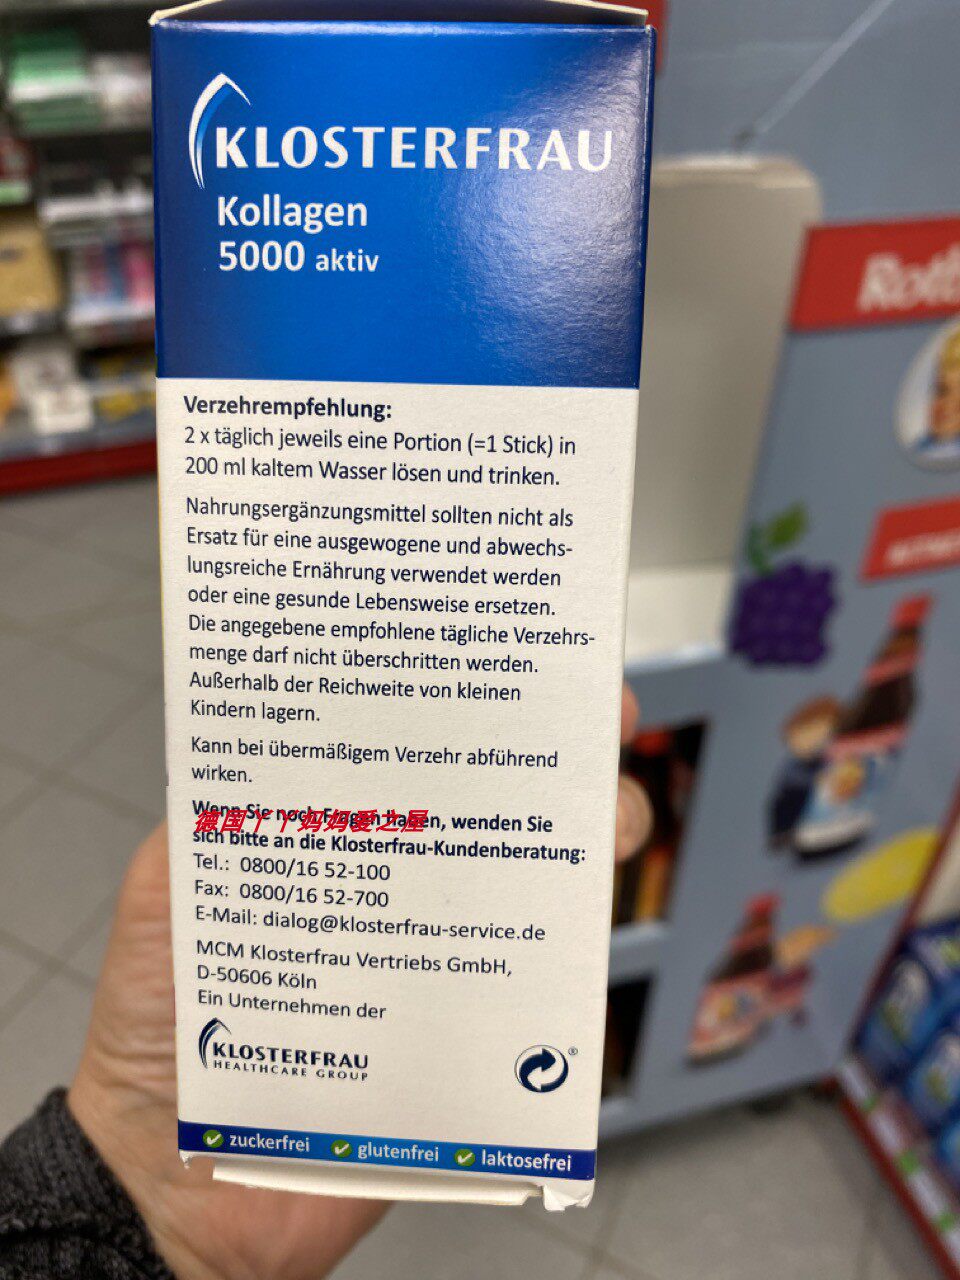 KLOSTERFRAU
Kollagen
5000 aktiv
Verzehrempfehlung:
2 x täglich jeweils eine Portion (=1 Stick) in
200 ml kaltem Wasser lösen und trinken.
Nahrungsergänzungsmittel sollten nicht als
Ersatz für eine ausgewogene und abwechs-
lungsreiche Ernährung verwendet werden
oder eine gesunde Lebensweise ersetzen.
Die angegebene empfohlene tägliche Verzehrs-
menge darf nicht überschritten werden.
Außerhalb der Reichweite von kleinen
Kindern lagern.
Kann bei übermäßigem Verzehr abführend
wirken.
Wenn Sie noch Fragen haben, wenden Sie
德国丫丫妈妈爱之屋
sich bitte an die Klosterfrau-Kundenberatung:
Tel.: 0800/16 52-100
Fax: 0800/16 52-700
E-Mail: dialog@klosterfrau-service.de
MCM Klosterfrau Vertriebs GmbH,
D-50606 Köln
Ein Unternehmen der
KLOSTERFRAU
HEALTHCARE GROUP
®
zuckerfrei glutenfrei laktosefrei